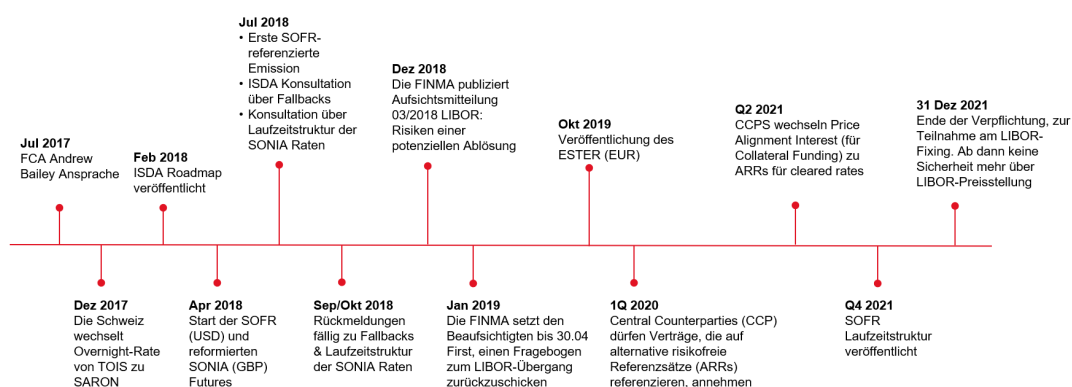 Jul 2017
FCA Andrew
Bailey Ansprache
Feb 2018
ISDA Roadmap
veröffentlicht
Jul 2018
• Erste SOFR-
referenzierte
Emission
• ISDA Konsultation
über Fallbacks
• Konsultation über
Laufzeitstruktur der
SONIA Raten
Dez 2018
Die FINMA publiziert
Aufsichtsmitteilung
03/2018 LIBOR:
Risiken einer
potenziellen Ablösung
Okt 2019
Veröffentlichung des
ESTER (EUR)
Q2 2021
CCPS wechseln Price
Alignment Interest (für
Collateral Funding) zu
ARRs für cleared rates
31 Dez 2021
Ende der Verpflichtung, zur
Teilnahme am LIBOR-
Fixing. Ab dann keine
Sicherheit mehr über
LIBOR-Preisstellung
Dez 2017
Die Schweiz
wechselt
Overnight-Rate
von TOIS zu
SARON
Apr 2018
Start der SOFR
(USD) und
reformierten
SONIA (GBP)
Futures
Sep/Okt 2018
Rückmeldungen
fällig zu Fallbacks
& Laufzeitstruktur
der SONIA Raten
Jan 2019
Die FINMA setzt den
Beaufsichtigten bis 30.04
First, einen Fragebogen
zum LIBOR-Übergang
zurückzuschicken
1Q 2020
Central Counterparties (CCP)
dürfen Verträge, die auf
alternative risikofreie
Referenzsätze (ARRs)
referenzieren, annehmen
Q4 2021
SOFR
Laufzeitstruktur
veröffentlicht